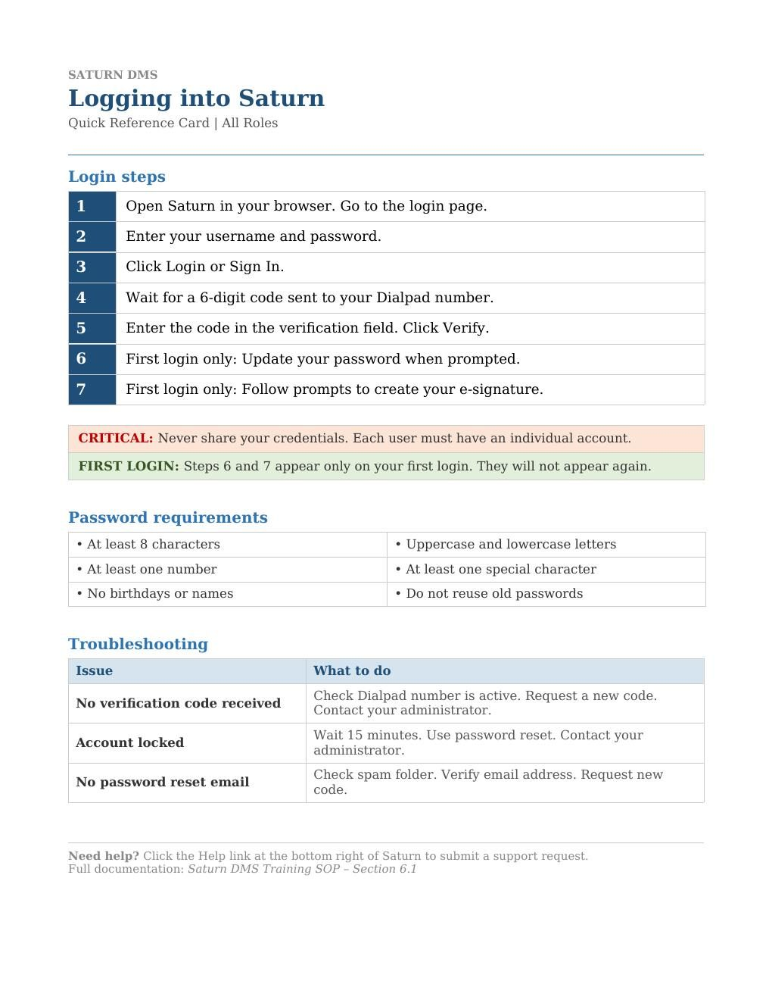 SATURN DMS
Logging into Saturn
Quick Reference Card | All Roles
Login steps
1 Open Saturn in your browser. Go to the login page.
2 Enter your username and password.
3 Click Login or Sign In.
4 Wait for a 6-digit code sent to your Dialpad number.
5 Enter the code in the verification field. Click Verify.
6 First login only: Update your password when prompted.
7 First login only: Follow prompts to create your e-signature.
CRITICAL: Never share your credentials. Each user must have an individual account.
FIRST LOGIN: Steps 6 and 7 appear only on your first login. They will not appear again.
Password requirements
• At least 8 characters • Uppercase and lowercase letters
• At least one number • At least one special character
• No birthdays or names • Do not reuse old passwords
Troubleshooting
Issue What to do
No verification code received Check Dialpad number is active. Request a new code.
Contact your administrator.
Account locked Wait 15 minutes. Use password reset. Contact your
administrator.
No password reset email Check spam folder. Verify email address. Request new
code.
Need help? Click the Help link at the bottom right of Saturn to submit a support request.
Full documentation: Saturn DMS Training SOP – Section 6.1